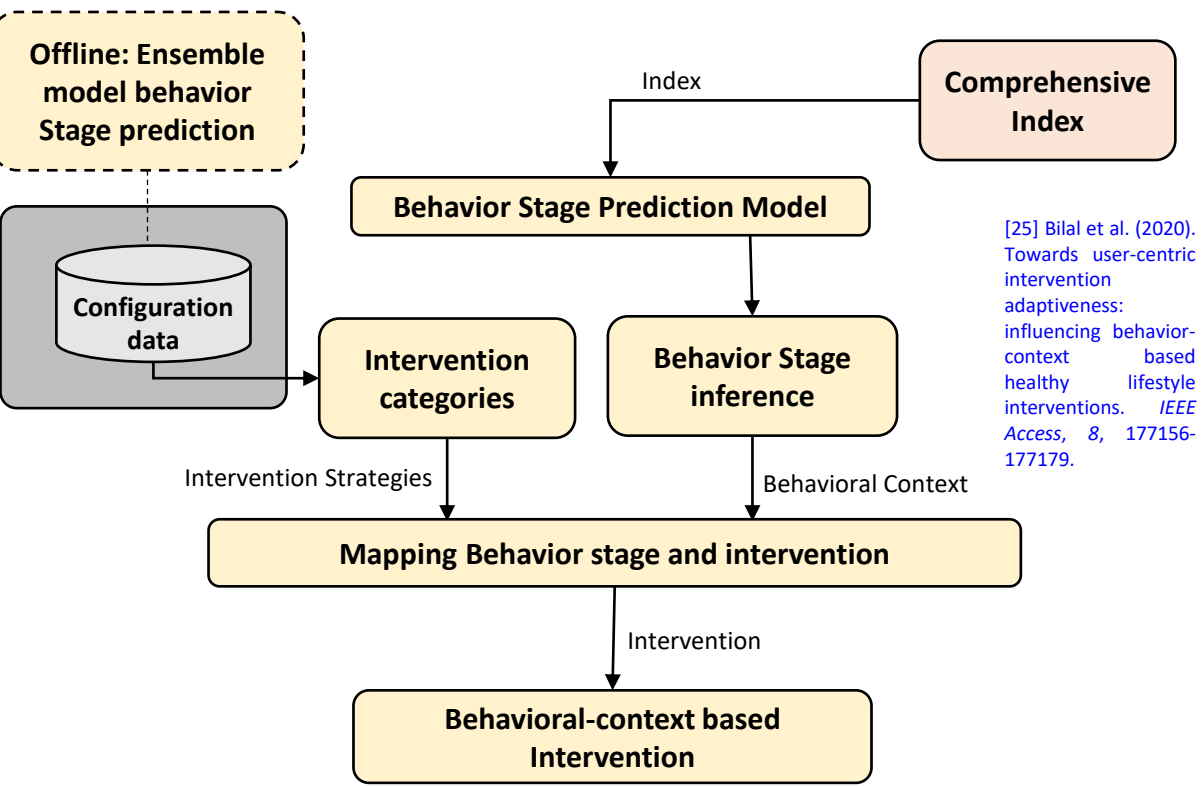 Offline: Ensemble
model behavior
Stage prediction
Index
Comprehensive
Index
Behavior Stage Prediction Model
[25] Bilal et al. (2020).
Towards user-centric
intervention
adaptiveness:
influencing behavior-
context based
healthy lifestyle
interventions. IEEE
Access, 8, 177156-
177179.
Configuration
data
Intervention
categories
Behavior Stage
inference
Intervention Strategies
Behavioral Context
Mapping Behavior stage and intervention
Intervention
Behavioral-context based
Intervention